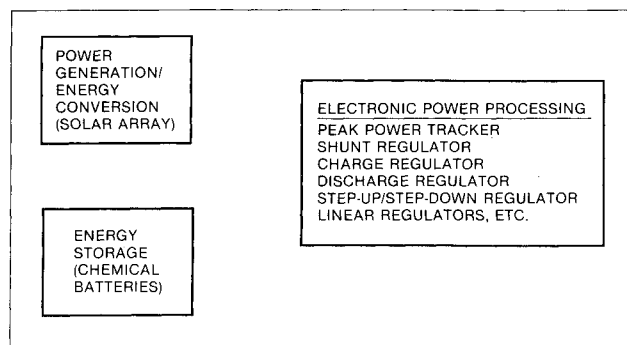 POWER
GENERATION/
ENERGY
CONVERSION
(SOLAR ARRAY)
ELECTRONIC POWER PROCESSING
PEAK POWER TRACKER
SHUNT REGULATOR
CHARGE REGULATOR
DISCHARGE REGULATOR
STEP-UP/STEP-DOWN REGULATOR
LINEAR REGULATORS, ETC.
ENERGY
STORAGE
(CHEMICAL
BATTERIES)